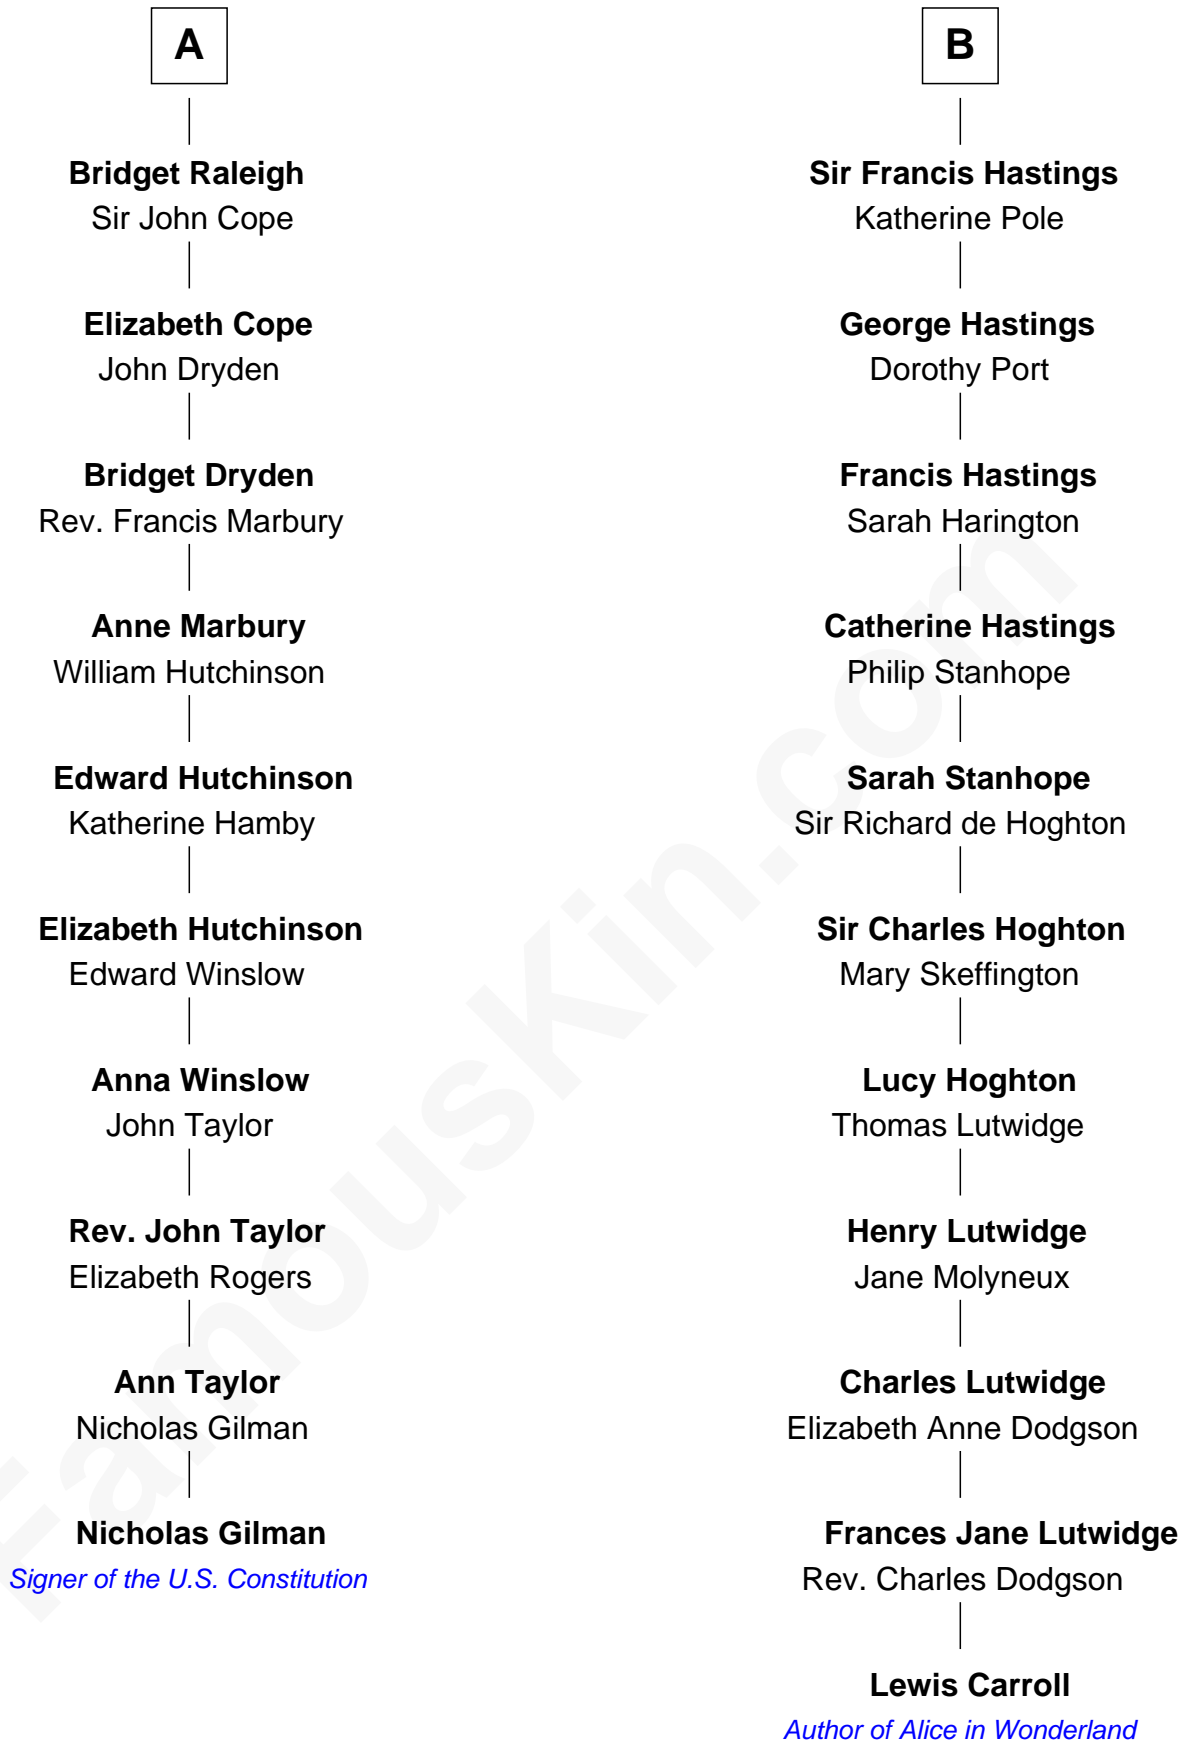 A
Bridget Raleigh
Sir John Cope
Elizabeth Cope
John Dryden
Bridget Dryden
Rev. Francis Marbury
Anne Marbury
William Hutchinson
Edward Hutchinson
Katherine Hamby
Elizabeth Hutchinson
Edward Winslow
Anna Winslow
John Taylor
Rev. John Taylor
Elizabeth Rogers
Ann Taylor
Nicholas Gilman
Nicholas Gilman
Signer of the U.S. Constitution
B
Sir Francis Hastings
Katherine Pole
George Hastings
Dorothy Port
Francis Hastings
Sarah Harington
Catherine Hastings
Philip Stanhope
Sarah Stanhope
Sir Richard de Hoghton
Sir Charles Hoghton
Mary Skeffington
Lucy Hoghton
Thomas Lutwidge
Henry Lutwidge
Jane Molyneux
Charles Lutwidge
Elizabeth Anne Dodgson
Frances Jane Lutwidge
Rev. Charles Dodgson
Lewis Carroll
Author of Alice in Wonderland
FamousKin.com